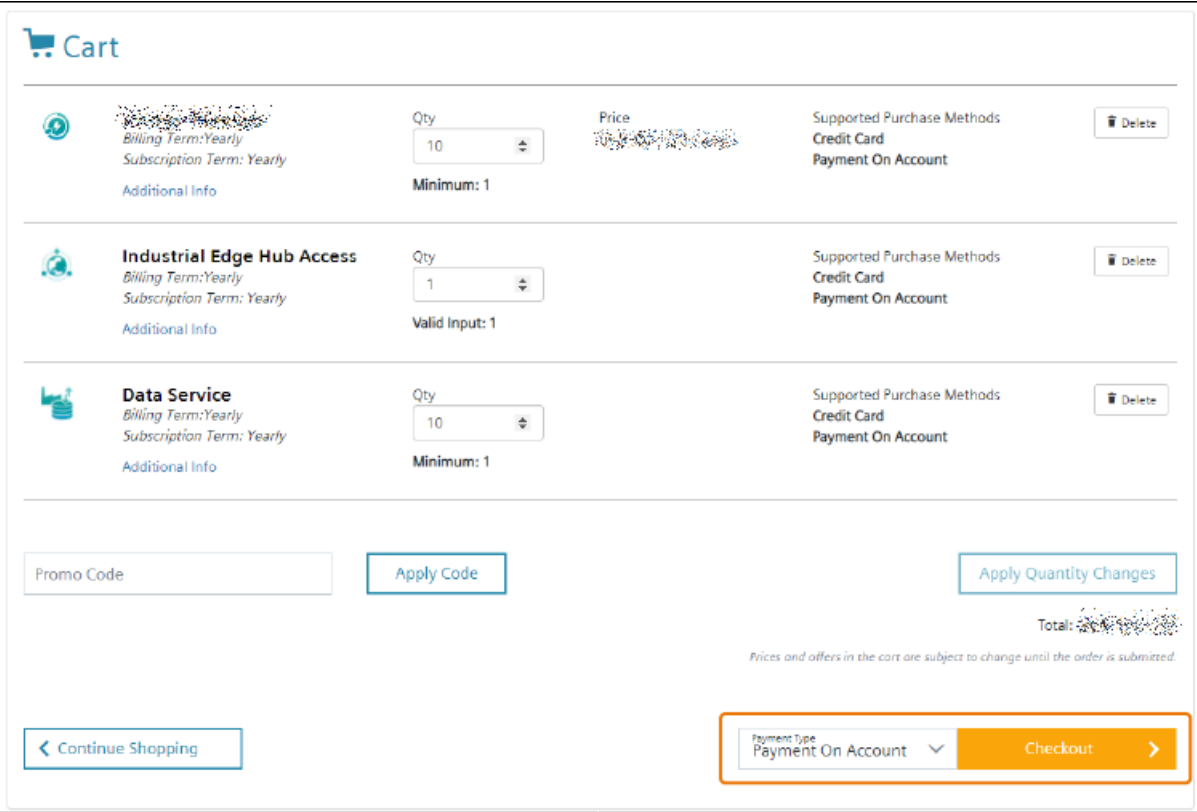 Cart
Qty
Price
Supported Purchase Methods
Delete
Billing Term:Yearly
10
Credit Card
Subscription Term: Yearly
Payment On Account
Additional Info
Minimum: 1
Industrial Edge Hub Access
Qty
Supported Purchase Methods
Delete
Billing Term:Yearly
1
Credit Card
Subscription Term: Yearly
Payment On Account
Additional Info
Valid Input: 1
Data Service
Qty
Supported Purchase Methods
Delete
Billing Term:Yearly
10
Credit Card
Subscription Term: Yearly
Payment On Account
Additional Info
Minimum: 1
Promo Code
Apply Code
Apply Quantity Changes
Total:
Prices and offers in the cart are subject to change until the order is submitted.
Continue Shopping
Payment Type
Payment On Account
Checkout